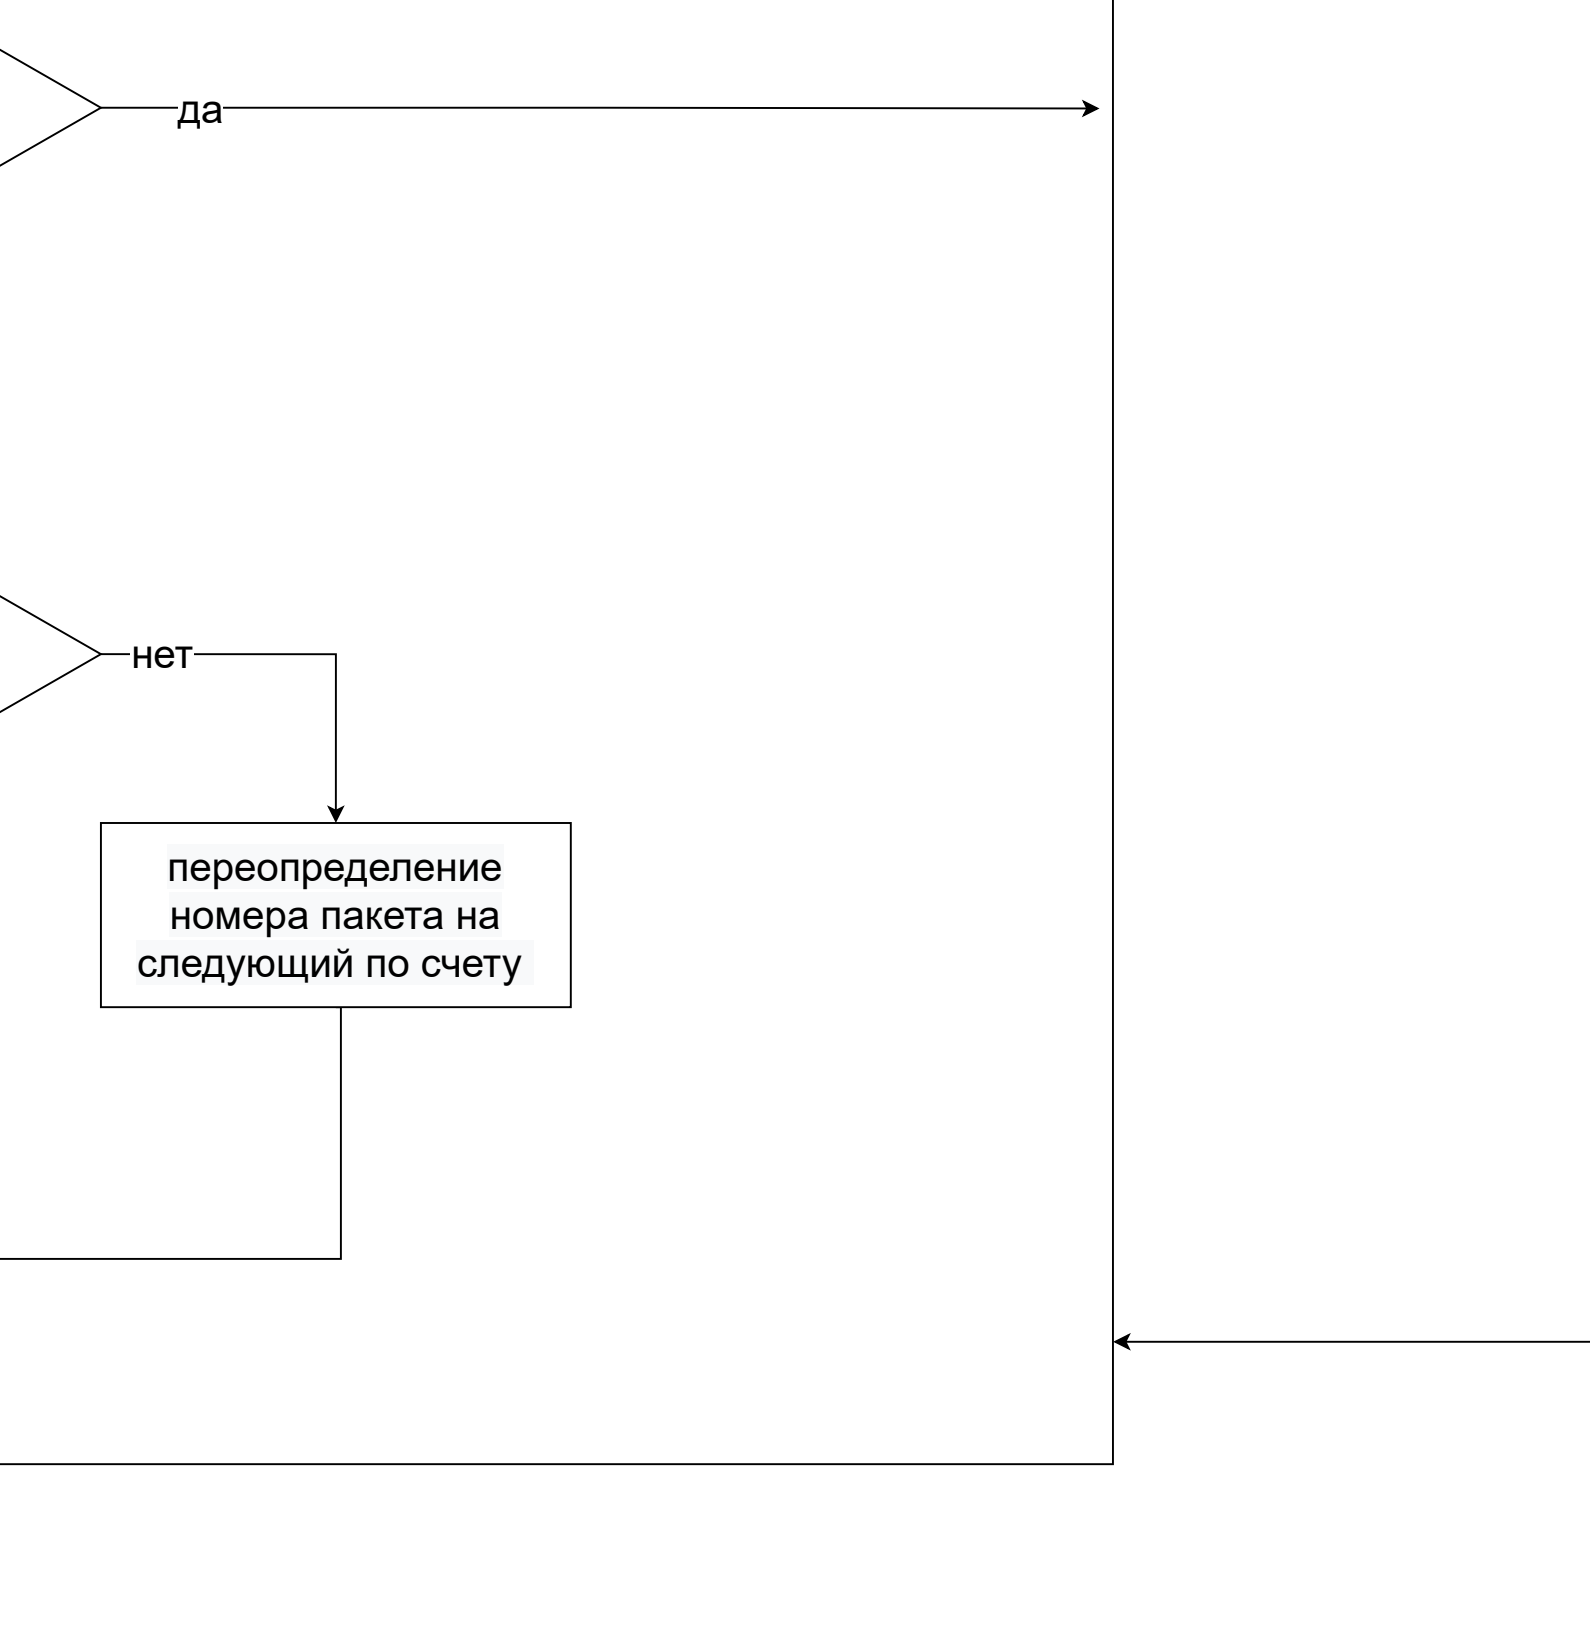 да
нет
переопределение
номера пакета на
следующий по счету